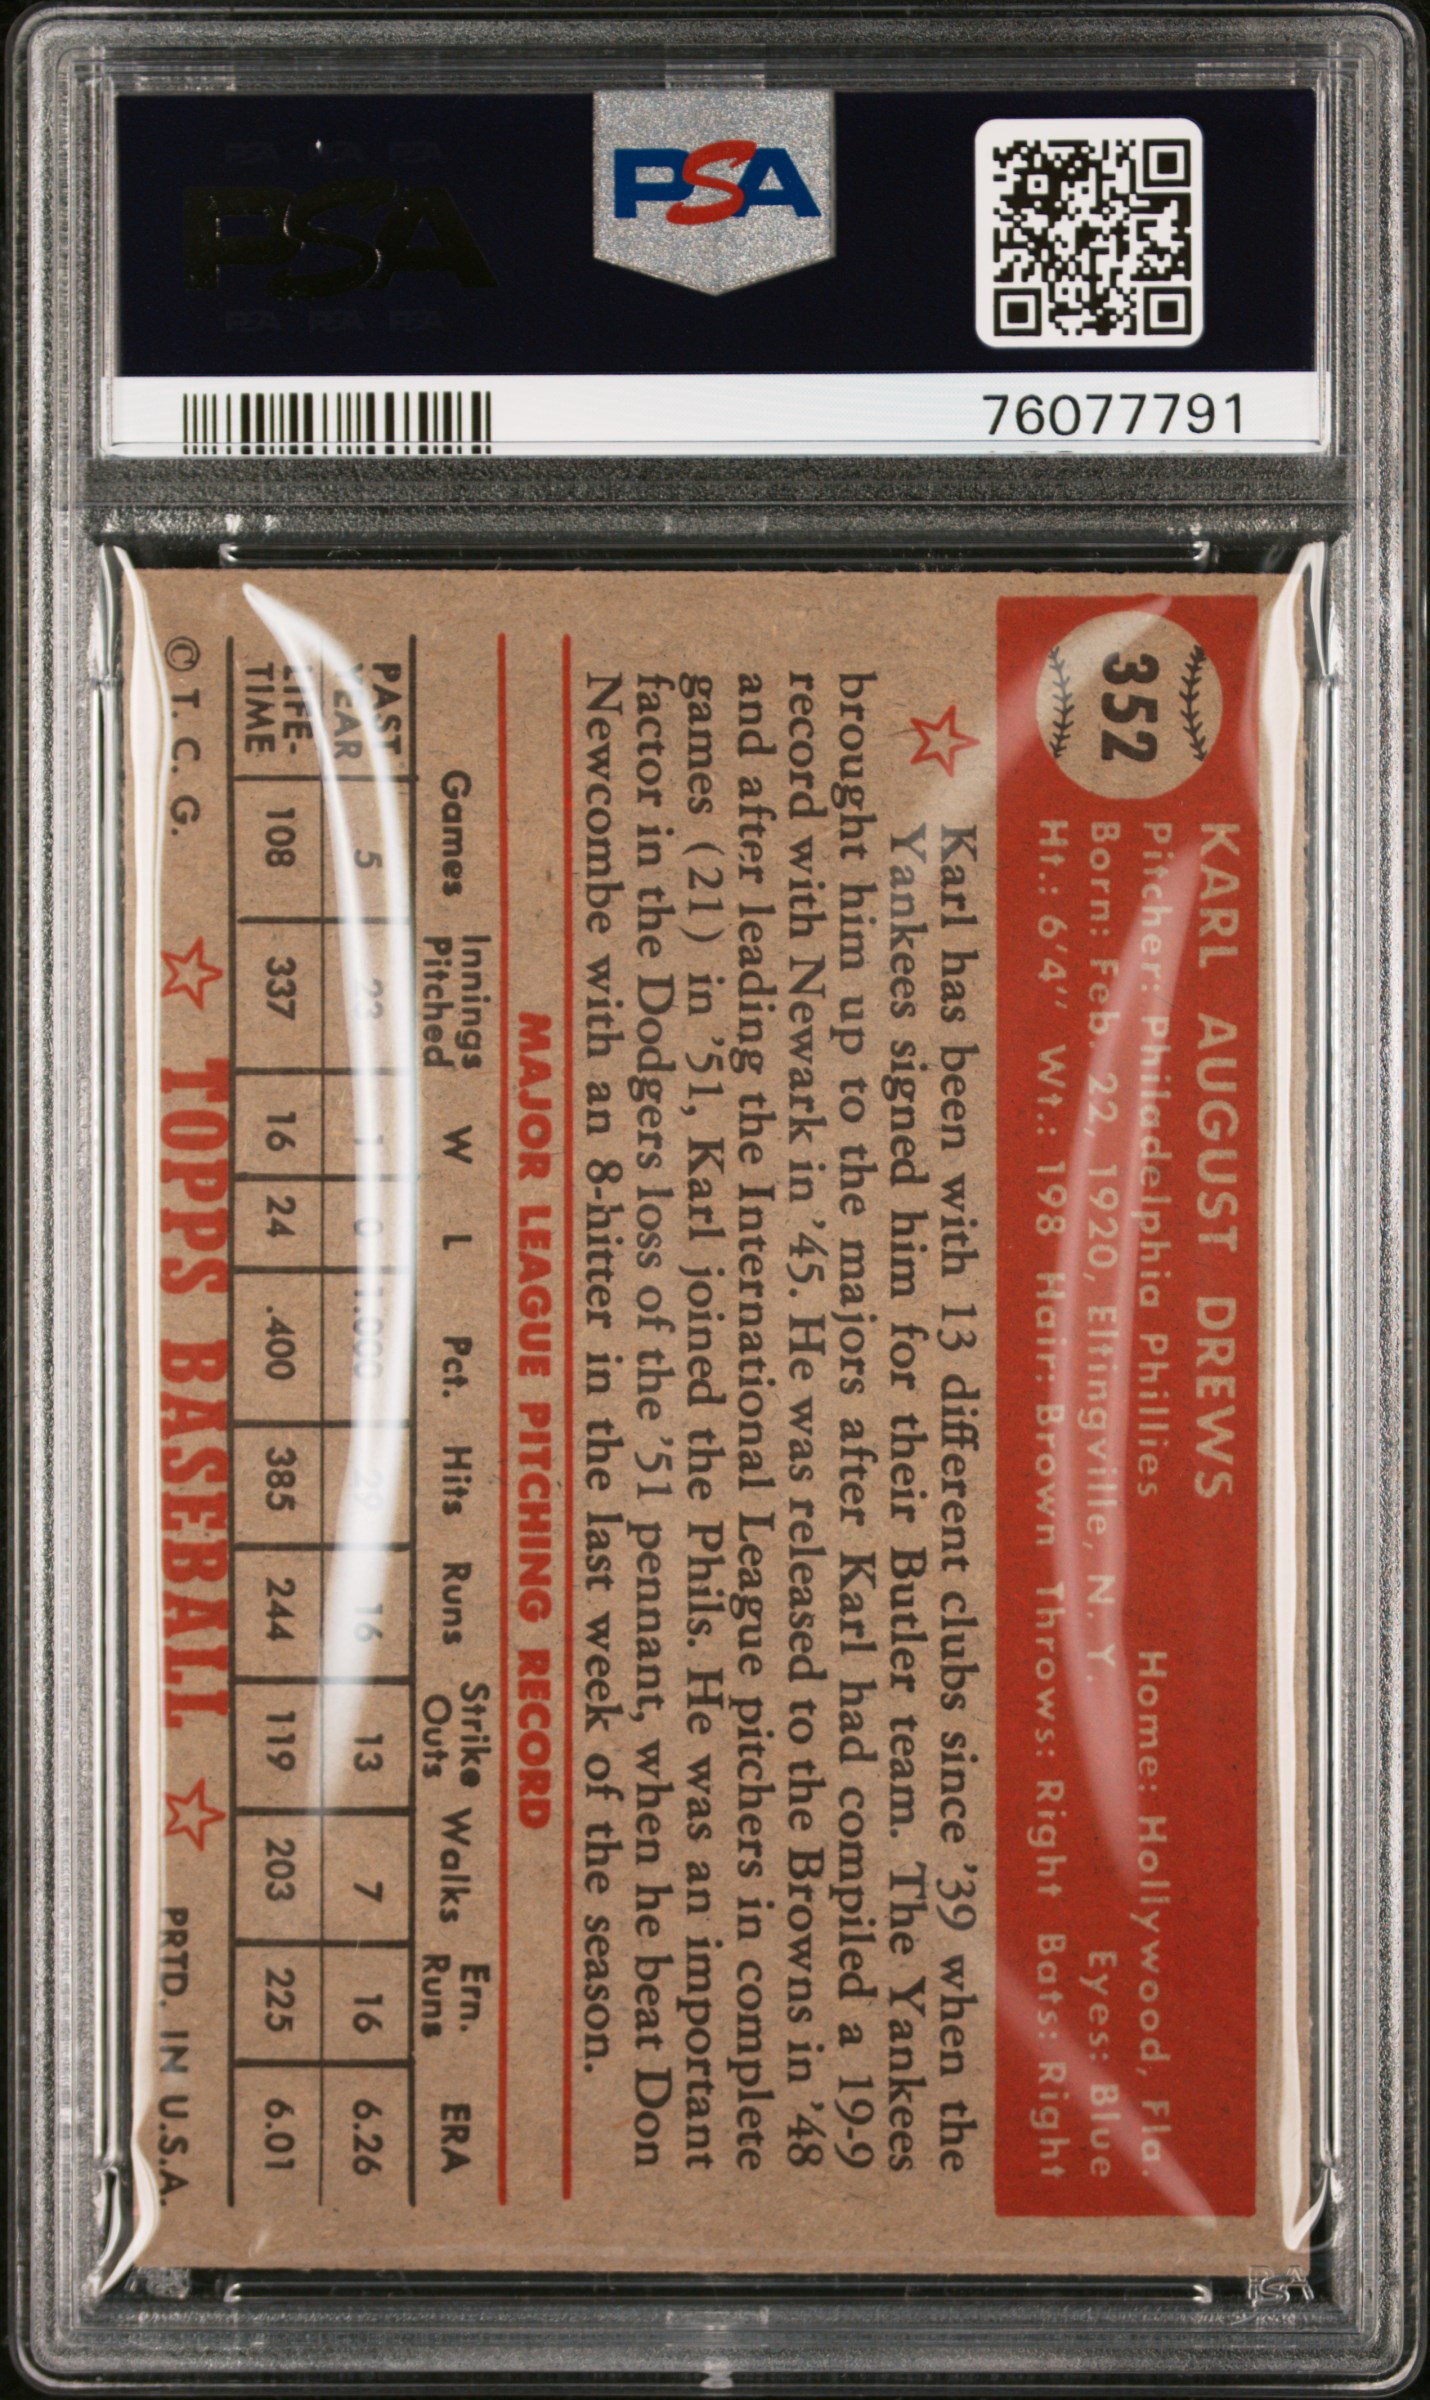 PSA
PSA
76077791
352
KARL AUGUST DREWS
Pitcher: Philadelphia Phillies Home: Hollywood, Fla.
Born: Feb. 22, 1920, Eltingville, N. Y. Eyes: Blue
Ht.: 6'4" Wt.: 198 Hair: Brown Throws: Right Bats: Right
Karl has been with 13 different clubs since '39 when the
Yankees signed him for their Butler team. The Yankees
brought him up to the majors after Karl had compiled a 19-9
record with Newark in '45. He was released to the Browns in '48
and after leading the International League pitchers in complete
games (21) in '51, Karl joined the Phils. He was an important
factor in the Dodgers loss of the '51 pennant, when he beat Don
Newcombe with an 8-hitter in the last week of the season.
MAJOR LEAGUE PITCHING RECORD
Games Innings Pitched W L Pct. Hits Runs Strike Outs Walks Ern. Runs ERA
PAST YEAR 5 23 1 0 1.000 29 16 13 7 16 6.26
LIFE-TIME 108 337 16 24 .400 385 244 119 203 225 6.01
© T. C. G. TOPPS BASEBALL PRTD. IN U.S.A.
PSA